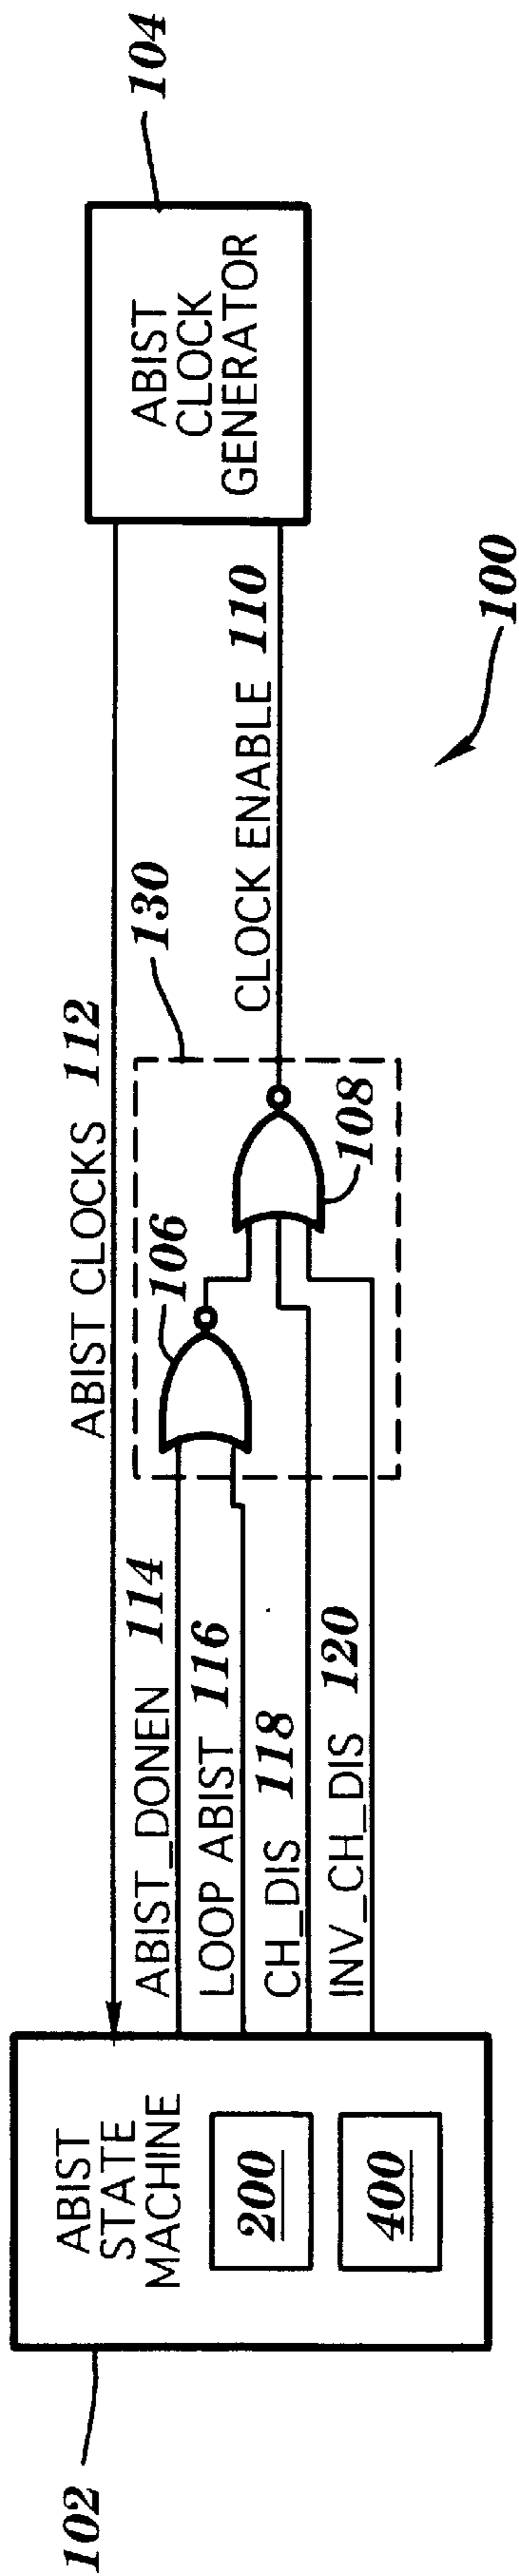 102
ABIST
STATE
MACHINE
200
400
ABIST CLOCKS 112
ABIST_DONEN 114
LOOP ABIST 116
CH_DIS 118
INV_CH_DIS 120
106
108
130
CLOCK ENABLE 110
ABIST
CLOCK
GENERATOR
104
100